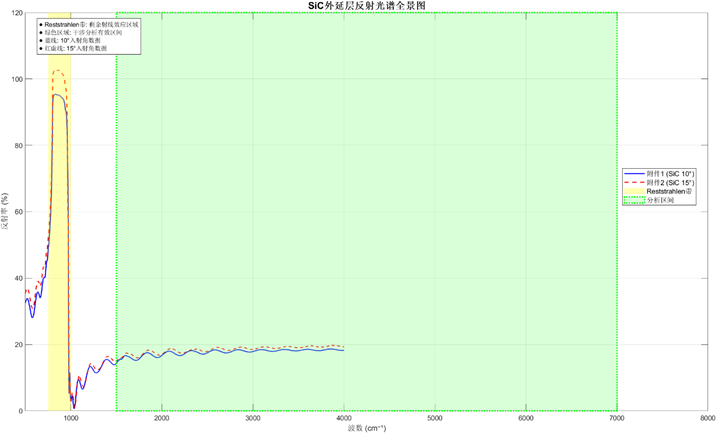 SiC外延层反射光谱全景图
120
100
80
60
40
20
0
反射率 (%)
● Reststrahlen带: 剩余射线效应区域
● 绿色区域: 干涉分析有效区间
● 蓝线: 10°入射角数据
● 红虚线: 15°入射角数据
附件1 (SiC 10°)
附件2 (SiC 15°)
Reststrahlen带
分析区间
1000
2000
3000
4000
5000
6000
7000
8000
波数 (cm⁻¹)